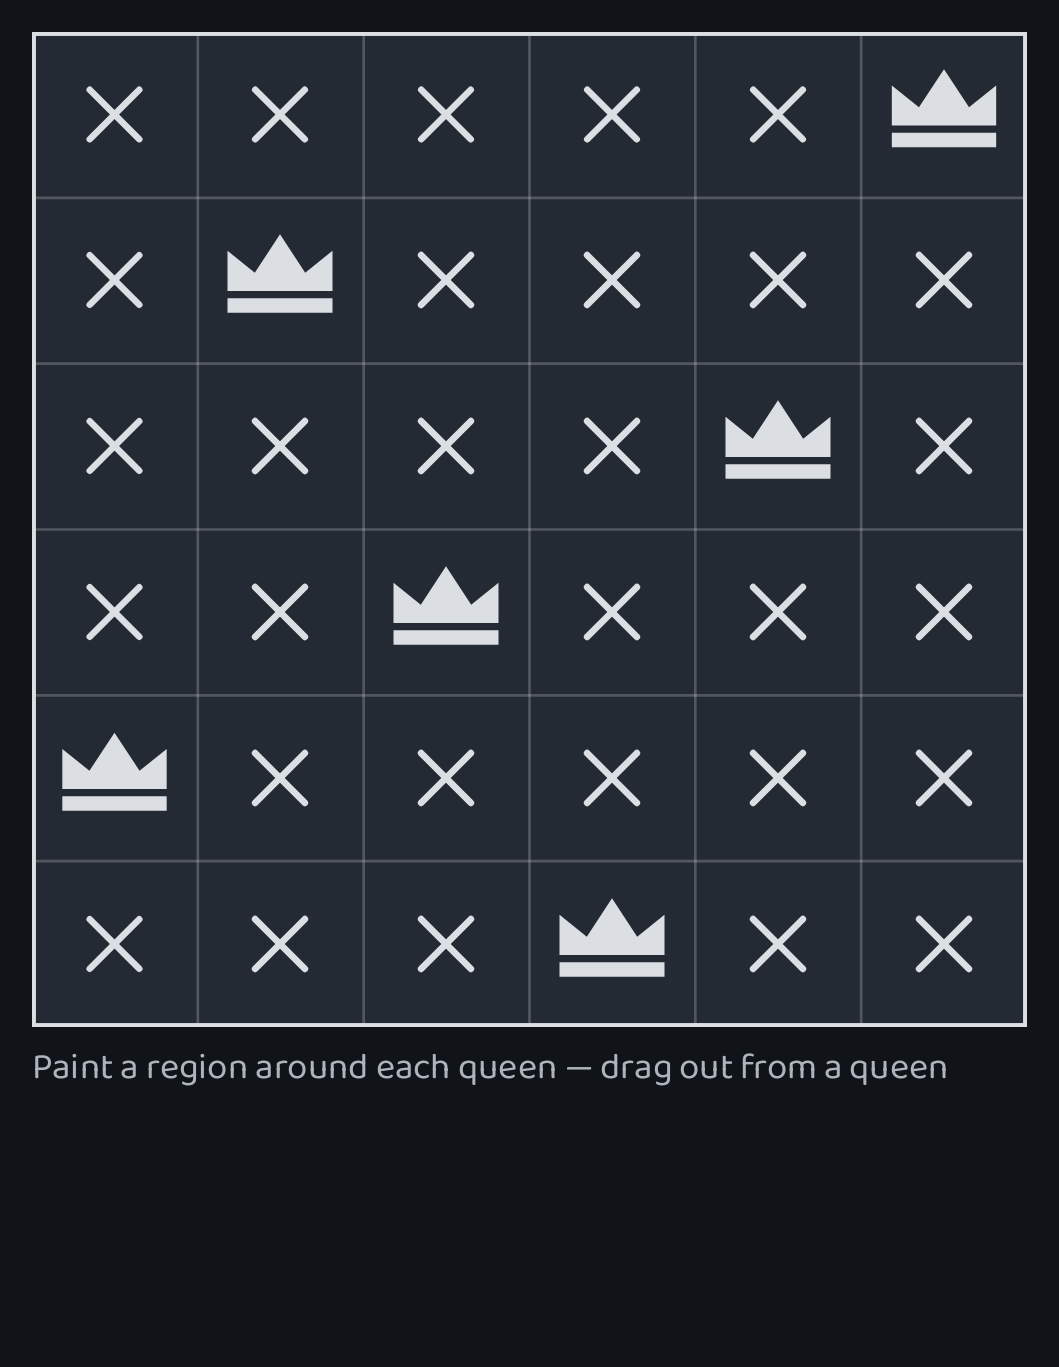 Paint a region around each queen — drag out from a queen